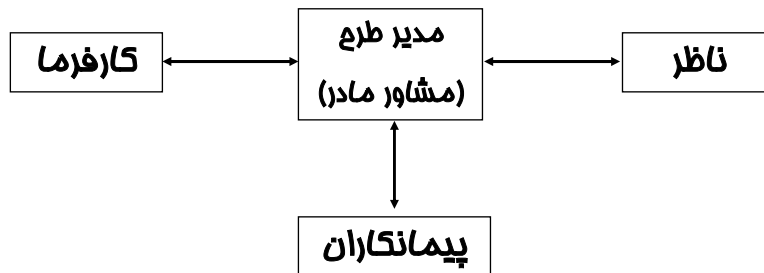 مدیر طرح
(مشاور مادر)
ناظر
کارفرما
پیمانکاران